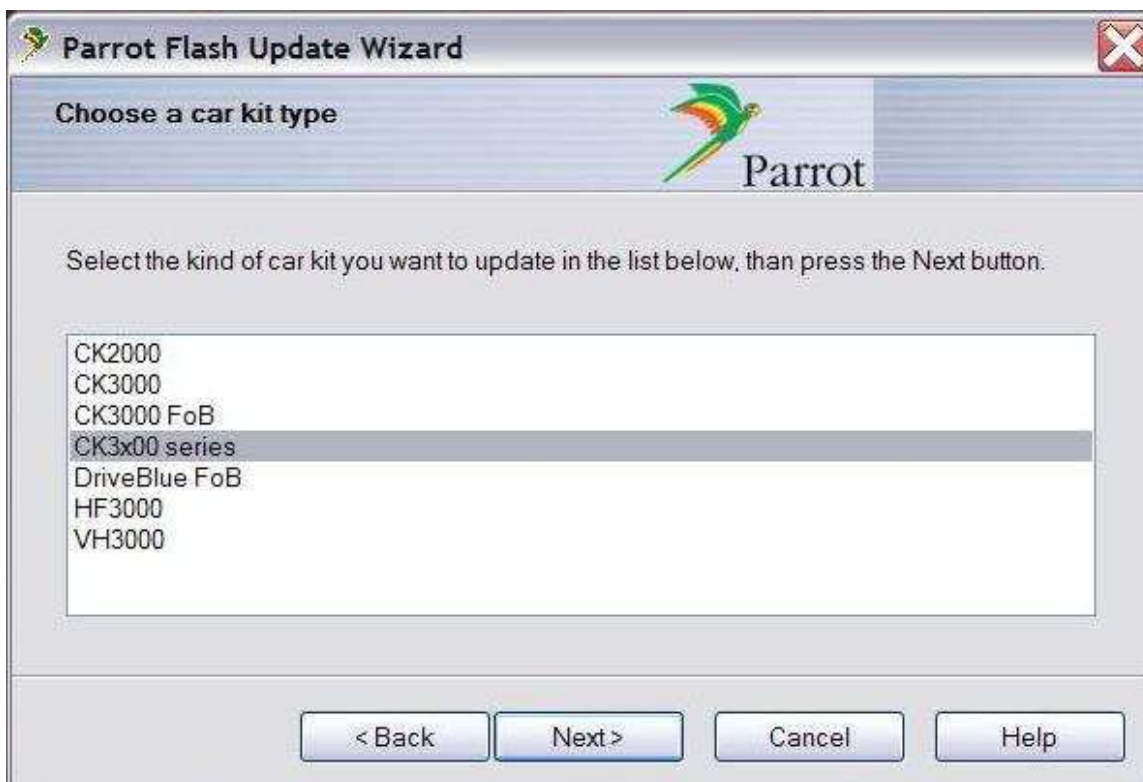 Parrot Flash Update Wizard
Choose a car kit type
Parrot
Select the kind of car kit you want to update in the list below, than press the Next button.
CK2000
CK3000
CK3000 FoB
CK3x00 series
DriveBlue FoB
HF3000
VH3000
< Back Next > Cancel Help